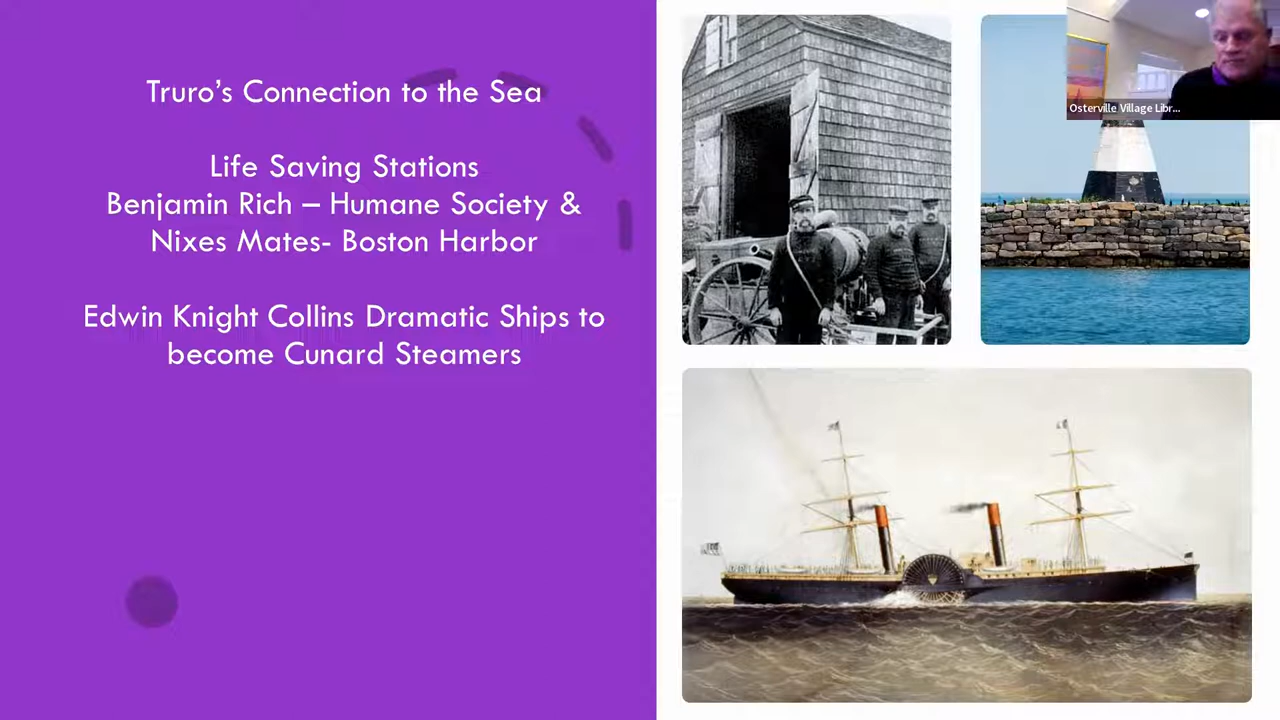 Truro's Connection to the Sea
Life Saving Stations
Benjamin Rich – Humane Society &
Nixes Mates- Boston Harbor
Edwin Knight Collins Dramatic Ships to
become Cunard Steamers
Osterville Village Libr...